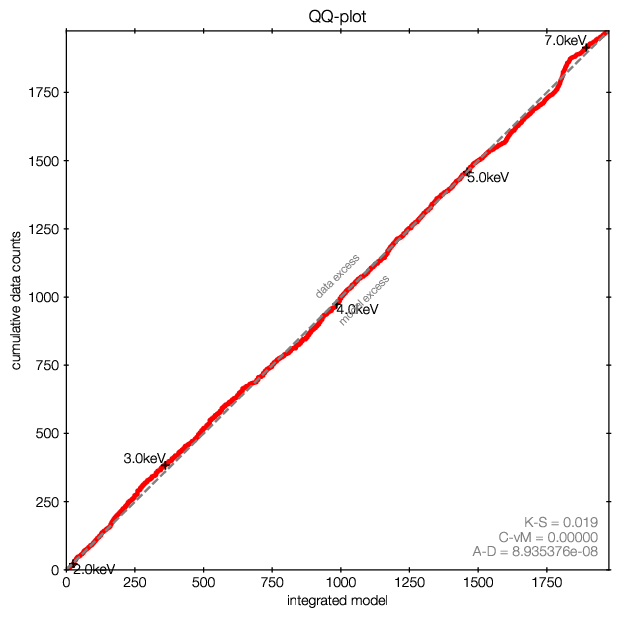 QQ-plot
7.0keV
1750
1500
5.0keV
1250
data excess
1000
4.0keV
model excess
cumulative data counts
750
500
3.0keV
250
K-S = 0.019
C-vM = 0.00000
A-D = 8.935376e-08
0
2.0keV
0 250 500 750 1000 1250 1500 1750
integrated model